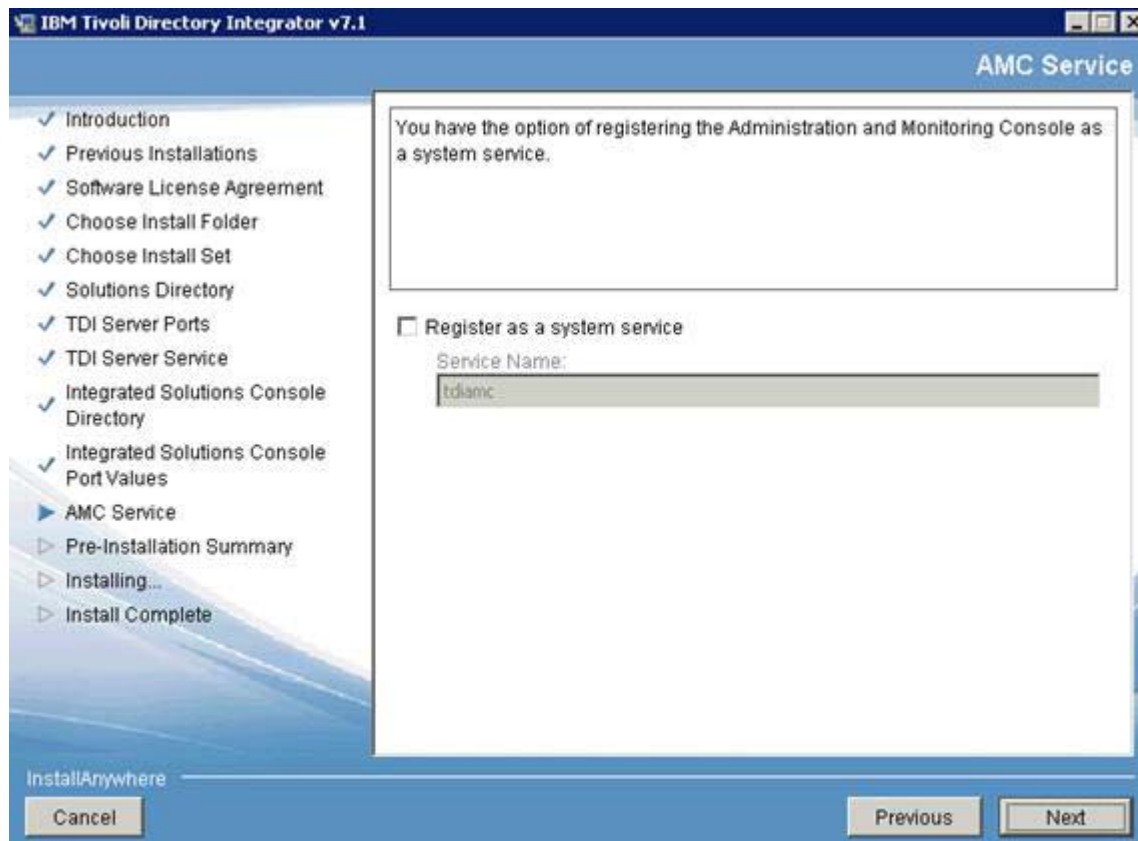 IBM Tivoli Directory Integrator v7.1
AMC Service
Introduction
Previous Installations
Software License Agreement
Choose Install Folder
Choose Install Set
Solutions Directory
TDI Server Ports
TDI Server Service
Integrated Solutions Console
Directory
Integrated Solutions Console
Port Values
AMC Service
Pre-Installation Summary
Installing...
Install Complete
You have the option of registering the Administration and Monitoring Console as
a system service.
Register as a system service
Service Name:
tdiamc
InstallAnywhere
Cancel
Previous
Next